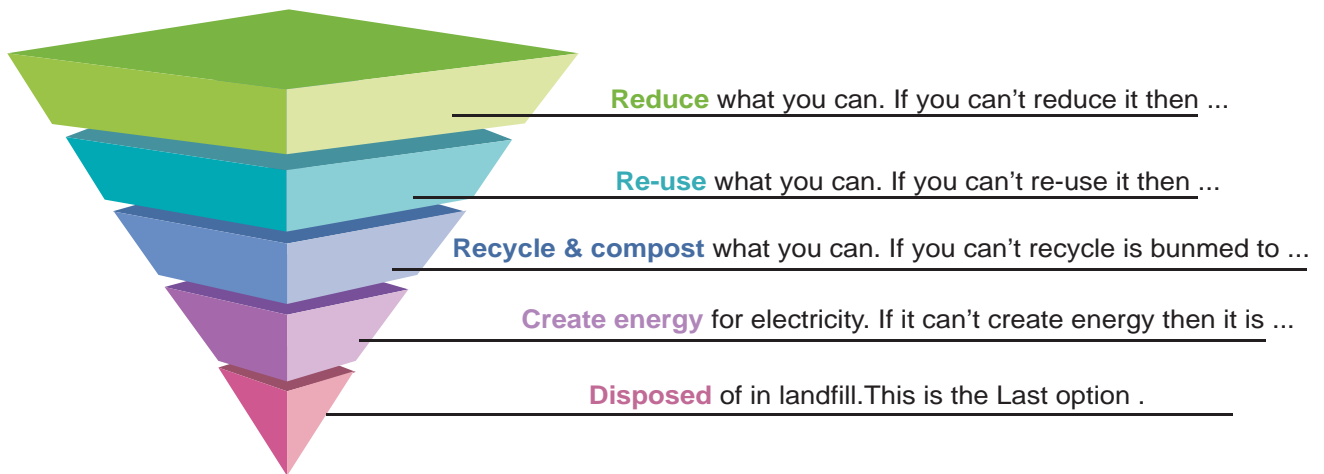 Reduce what you can. If you can’t reduce it then ...
Re-use what you can. If you can’t re-use it then ...
Recycle & compost what you can. If you can’t recycle is bunmed to ...
Create energy for electricity. If it can’t create energy then it is ...
Disposed of in landfill.This is the Last option .